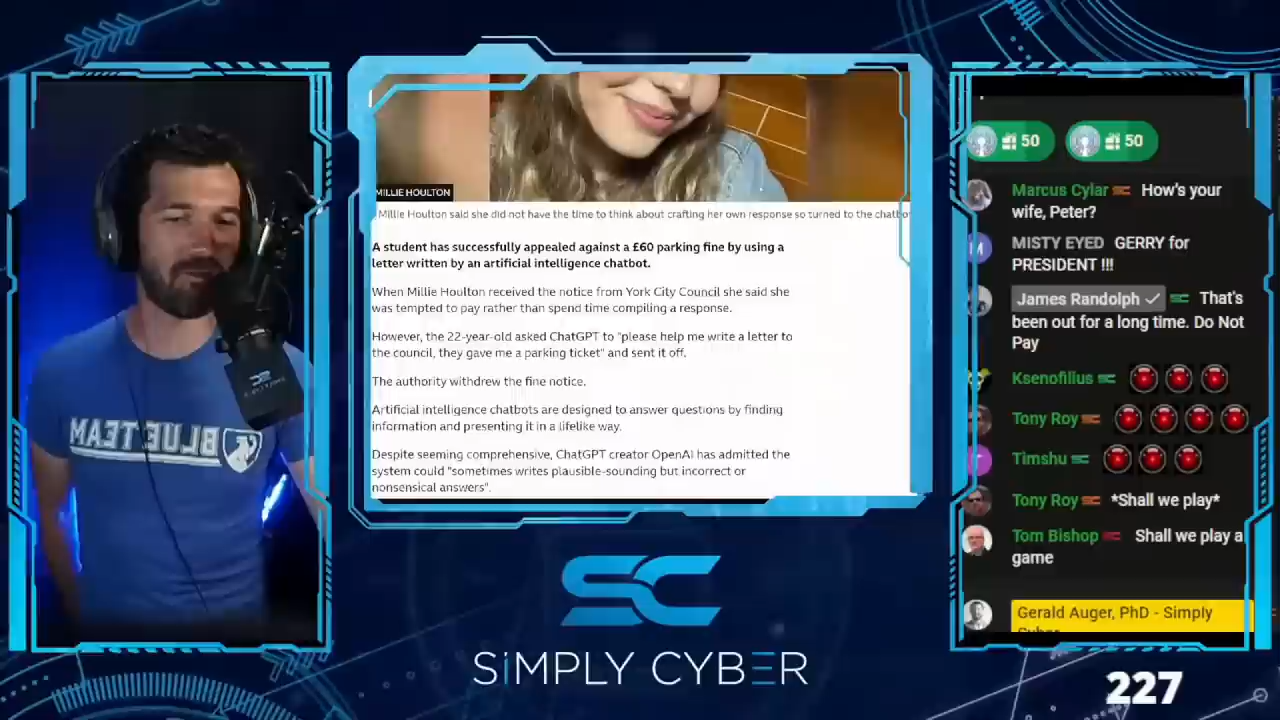 BLUE TEAM
MILLIE HOULTON
Millie Houlton said she did not have the time to think about crafting her own response so turned to the chatbo
A student has successfully appealed against a £60 parking fine by using a
letter written by an artificial intelligence chatbot.
When Millie Houlton received the notice from York City Council she said she
was tempted to pay rather than spend time compiling a response.
However, the 22-year-old asked ChatGPT to "please help me write a letter to
the council, they gave me a parking ticket" and sent it off.
The authority withdrew the fine notice.
Artificial intelligence chatbots are designed to answer questions by finding
information and presenting it in a lifelike way.
Despite seeming comprehensive, ChatGPT creator OpenAI has admitted the
system could "sometimes writes plausible-sounding but incorrect or
nonsensical answers".
SC
SiMPLY CYBER
50
50
Marcus Cylar How's your
wife, Peter?
MISTY EYED GERRY for
PRESIDENT !!!
James Randolph That's
been out for a long time. Do Not
Pay
Ksenofilius
Tony Roy
Timshu
Tony Roy *Shall we play*
Tom Bishop Shall we play a
game
Gerald Auger, PhD - Simply
Cyber
227